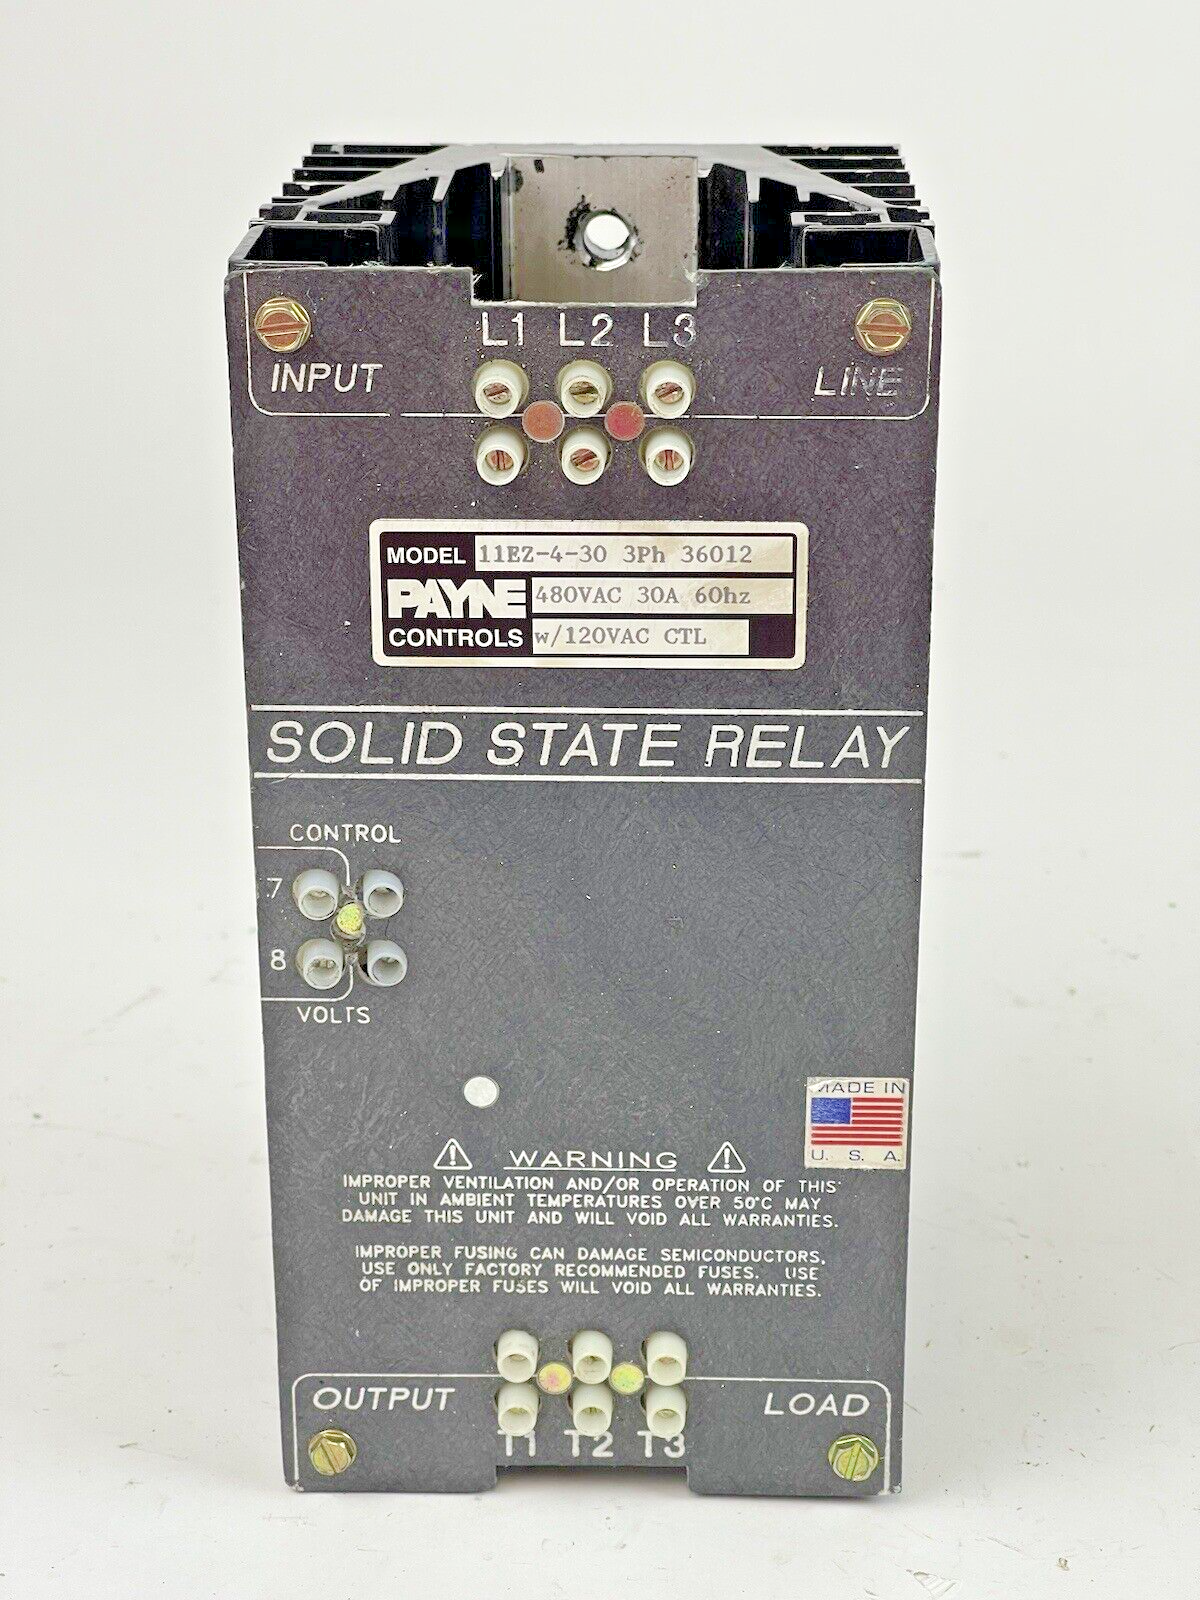 L1 L2 L3
INPUT LINE
MODEL 11EZ-4-30 3Ph 36012
PAYNE 480VAC 30A 60hz
CONTROLS w/120VAC CTL
SOLID STATE RELAY
CONTROL
7
8
VOLTS
MADE IN
U. S. A.
WARNING
IMPROPER VENTILATION AND/OR OPERATION OF THIS
UNIT IN AMBIENT TEMPERATURES OVER 50°C MAY
DAMAGE THIS UNIT AND WILL VOID ALL WARRANTIES.
IMPROPER FUSING CAN DAMAGE SEMICONDUCTORS,
USE ONLY FACTORY RECOMMENDED FUSES. USE
OF IMPROPER FUSES WILL VOID ALL WARRANTIES.
OUTPUT LOAD
T1 T2 T3